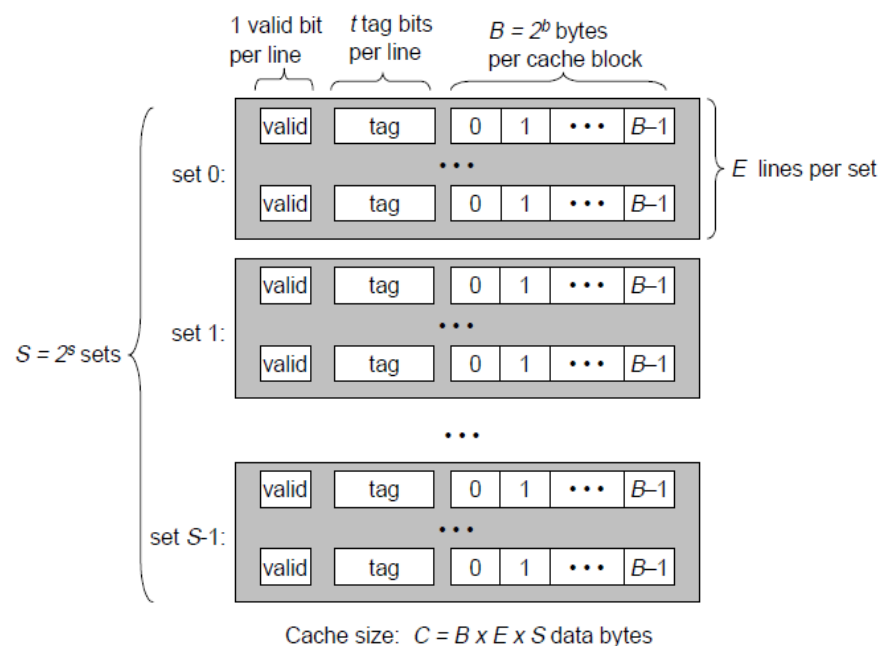 1 valid bit
per line
t tag bits
per line
B = 2^b bytes
per cache block
valid tag 0 1 • • • B–1
• • •
set 0:
E lines per set
valid tag 0 1 • • • B–1
valid tag 0 1 • • • B–1
• • •
set 1:
valid tag 0 1 • • • B–1
S = 2^s sets
• • •
valid tag 0 1 • • • B–1
• • •
set S-1:
valid tag 0 1 • • • B–1
Cache size: C = B x E x S data bytes